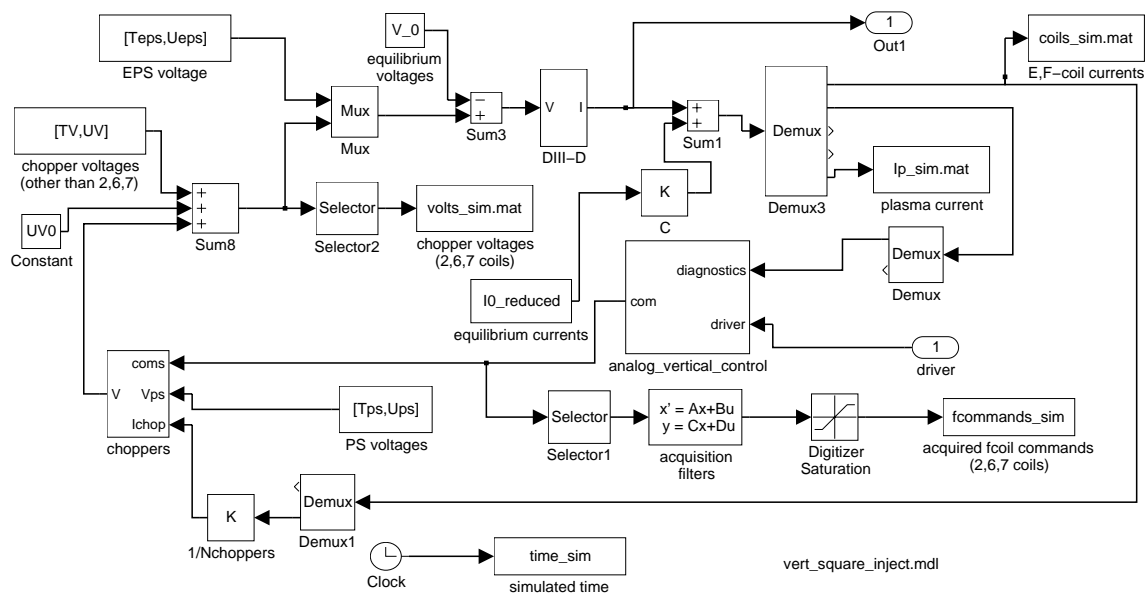 [Teps,Ueps]
EPS voltage
V_0
equilibrium
voltages
1
Out1
coils_sim.mat
E,F−coil currents
[TV,UV]
chopper voltages
(other than 2,6,7)
Mux
Mux
−
+
Sum3
V
I
DIII−D
+
+
Sum1
Demux
Demux3
Ip_sim.mat
plasma current
UV0
Constant
+
+
+
Sum8
Selector
Selector2
volts_sim.mat
chopper voltages
(2,6,7 coils)
K
C
I0_reduced
equilibrium currents
diagnostics
com
driver
analog_vertical_control
Demux
Demux
1
driver
coms
V
Vps
Ichop
choppers
[Tps,Ups]
PS voltages
Selector
Selector1
x' = Ax+Bu
y = Cx+Du
acquisition
filters
Digitizer
Saturation
fcommands_sim
acquired fcoil commands
(2,6,7 coils)
K
1/Nchoppers
Demux
Demux1
Clock
time_sim
simulated time
vert_square_inject.mdl